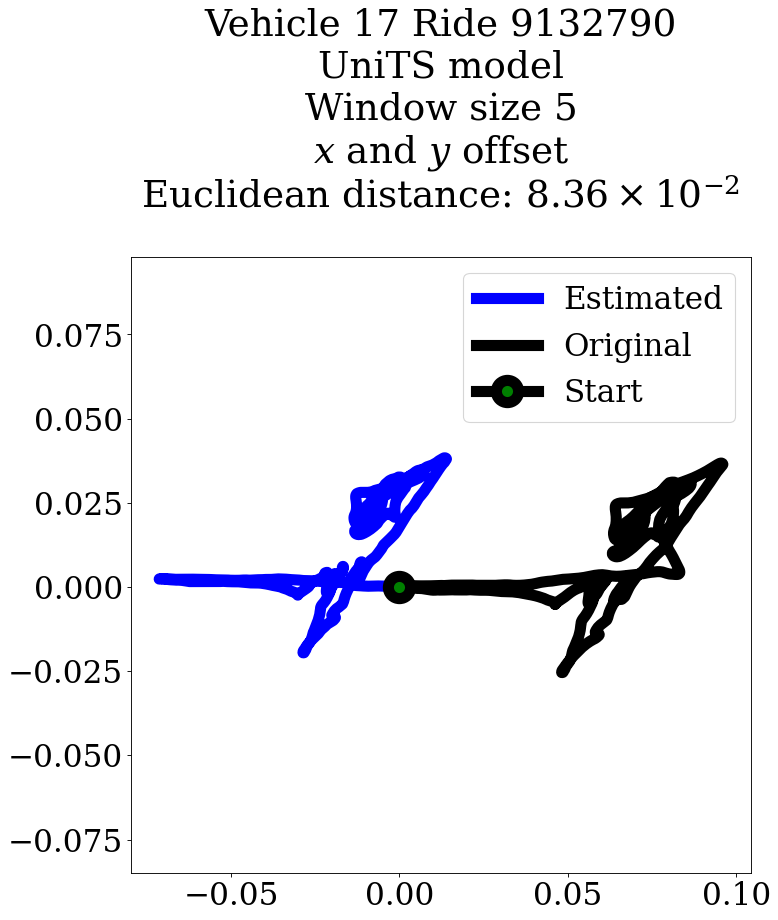 Vehicle 17 Ride 9132790
UniTS model
Window size 5
x and y offset
Euclidean distance: 8.36 × 10⁻²
Estimated
Original
Start
0.075
0.050
0.025
0.000
−0.025
−0.050
−0.075
−0.05 0.00 0.05 0.10